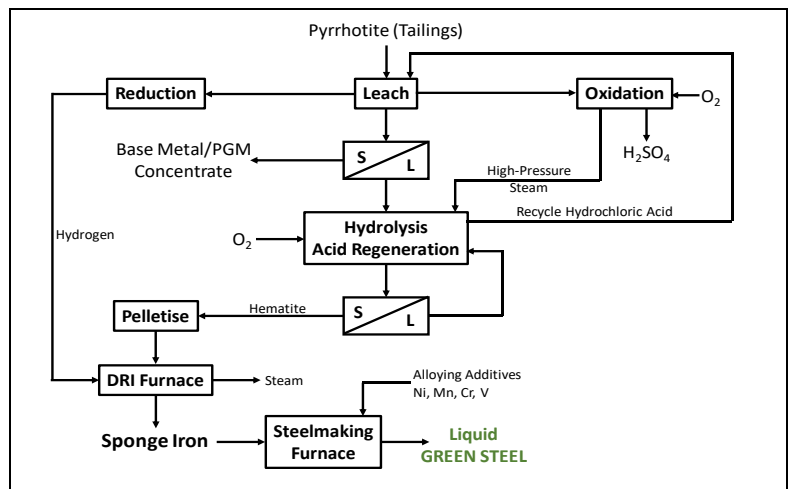 Pyrrhotite (Tailings)
Reduction
Leach
Oxidation
O₂
H₂SO₄
Base Metal/PGM
Concentrate
S
L
High-Pressure
Steam
Recycle Hydrochloric Acid
Hydrogen
O₂
Hydrolysis
Acid Regeneration
Pelletise
Hematite
S
L
DRI Furnace
Steam
Alloying Additives
Ni, Mn, Cr, V
Sponge Iron
Steelmaking
Furnace
Liquid
GREEN STEEL